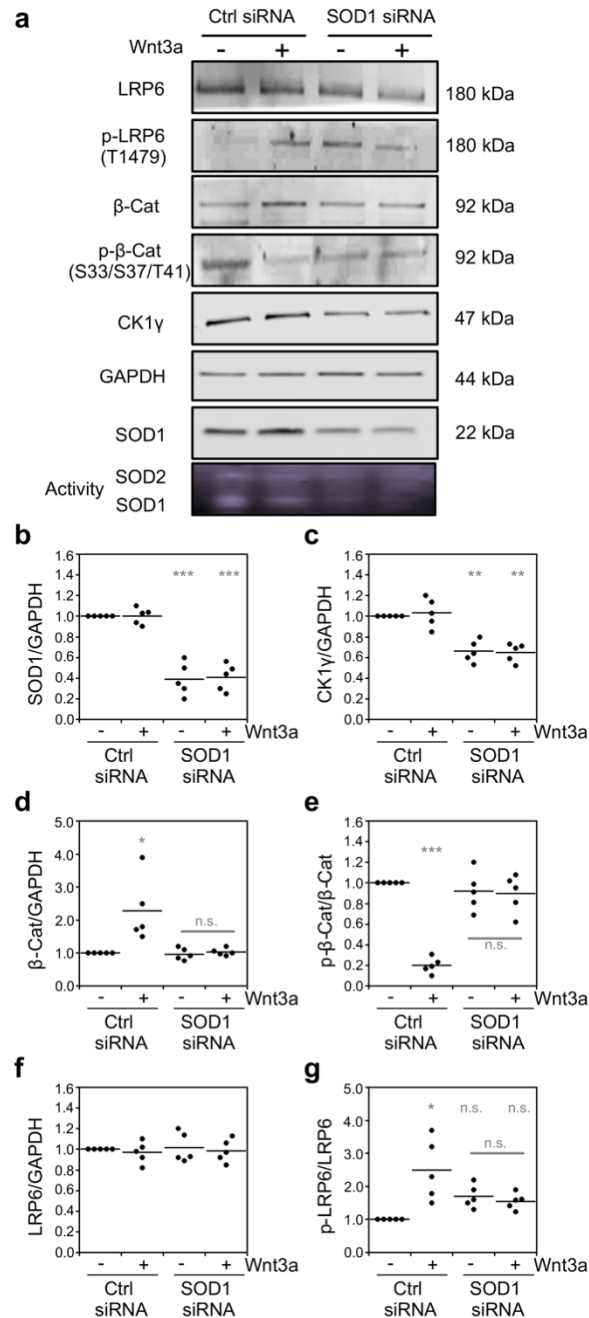 a
Ctrl siRNA SOD1 siRNA
Wnt3a - + - +
LRP6 180 kDa
p-LRP6
(T1479) 180 kDa
β-Cat 92 kDa
p-β-Cat
(S33/S37/T41) 92 kDa
CK1γ 47 kDa
GAPDH 44 kDa
SOD1 22 kDa
Activity
SOD2
SOD1
b
SOD1/GAPDH
1.6
1.4
1.2
1.0
0.8
0.6
0.4
0.2
0.0
*** ***
- + - + Wnt3a
Ctrl SOD1
siRNA siRNA
c
CK1γ/GAPDH
1.6
1.4
1.2
1.0
0.8
0.6
0.4
0.2
0.0
** **
- + - + Wnt3a
Ctrl SOD1
siRNA siRNA
d
β-Cat/GAPDH
5.0
4.0
3.0
2.0
1.0
0.0
*
n.s.
- + - + Wnt3a
Ctrl SOD1
siRNA siRNA
e
p-β-Cat/β-Cat
1.6
1.4
1.2
1.0
0.8
0.6
0.4
0.2
0.0
***
n.s.
- + - + Wnt3a
Ctrl SOD1
siRNA siRNA
f
LRP6/GAPDH
1.6
1.4
1.2
1.0
0.8
0.6
0.4
0.2
0.0
- + - + Wnt3a
Ctrl SOD1
siRNA siRNA
g
p-LRP6/LRP6
5.0
4.0
3.0
2.0
1.0
0.0
* n.s. n.s.
n.s.
- + - + Wnt3a
Ctrl SOD1
siRNA siRNA